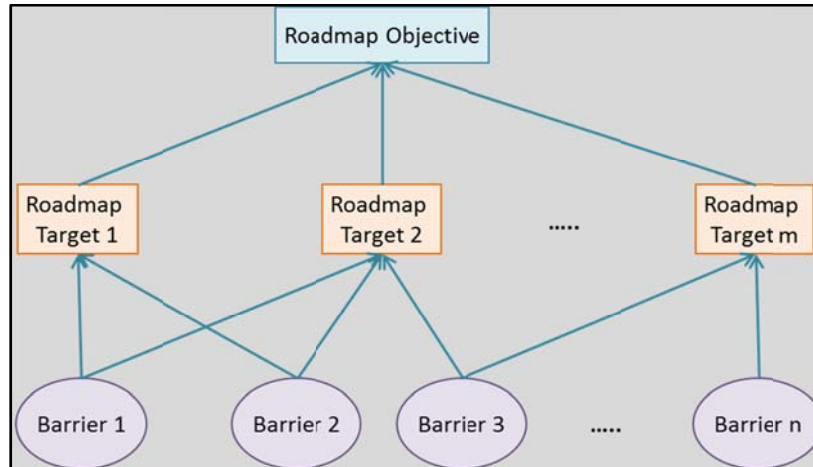 Roadmap Objective
Roadmap
Target 1
Roadmap
Target 2
.....
Roadmap
Target m
Barrier 1
Barrier 2
Barrier 3
.....
Barrier n